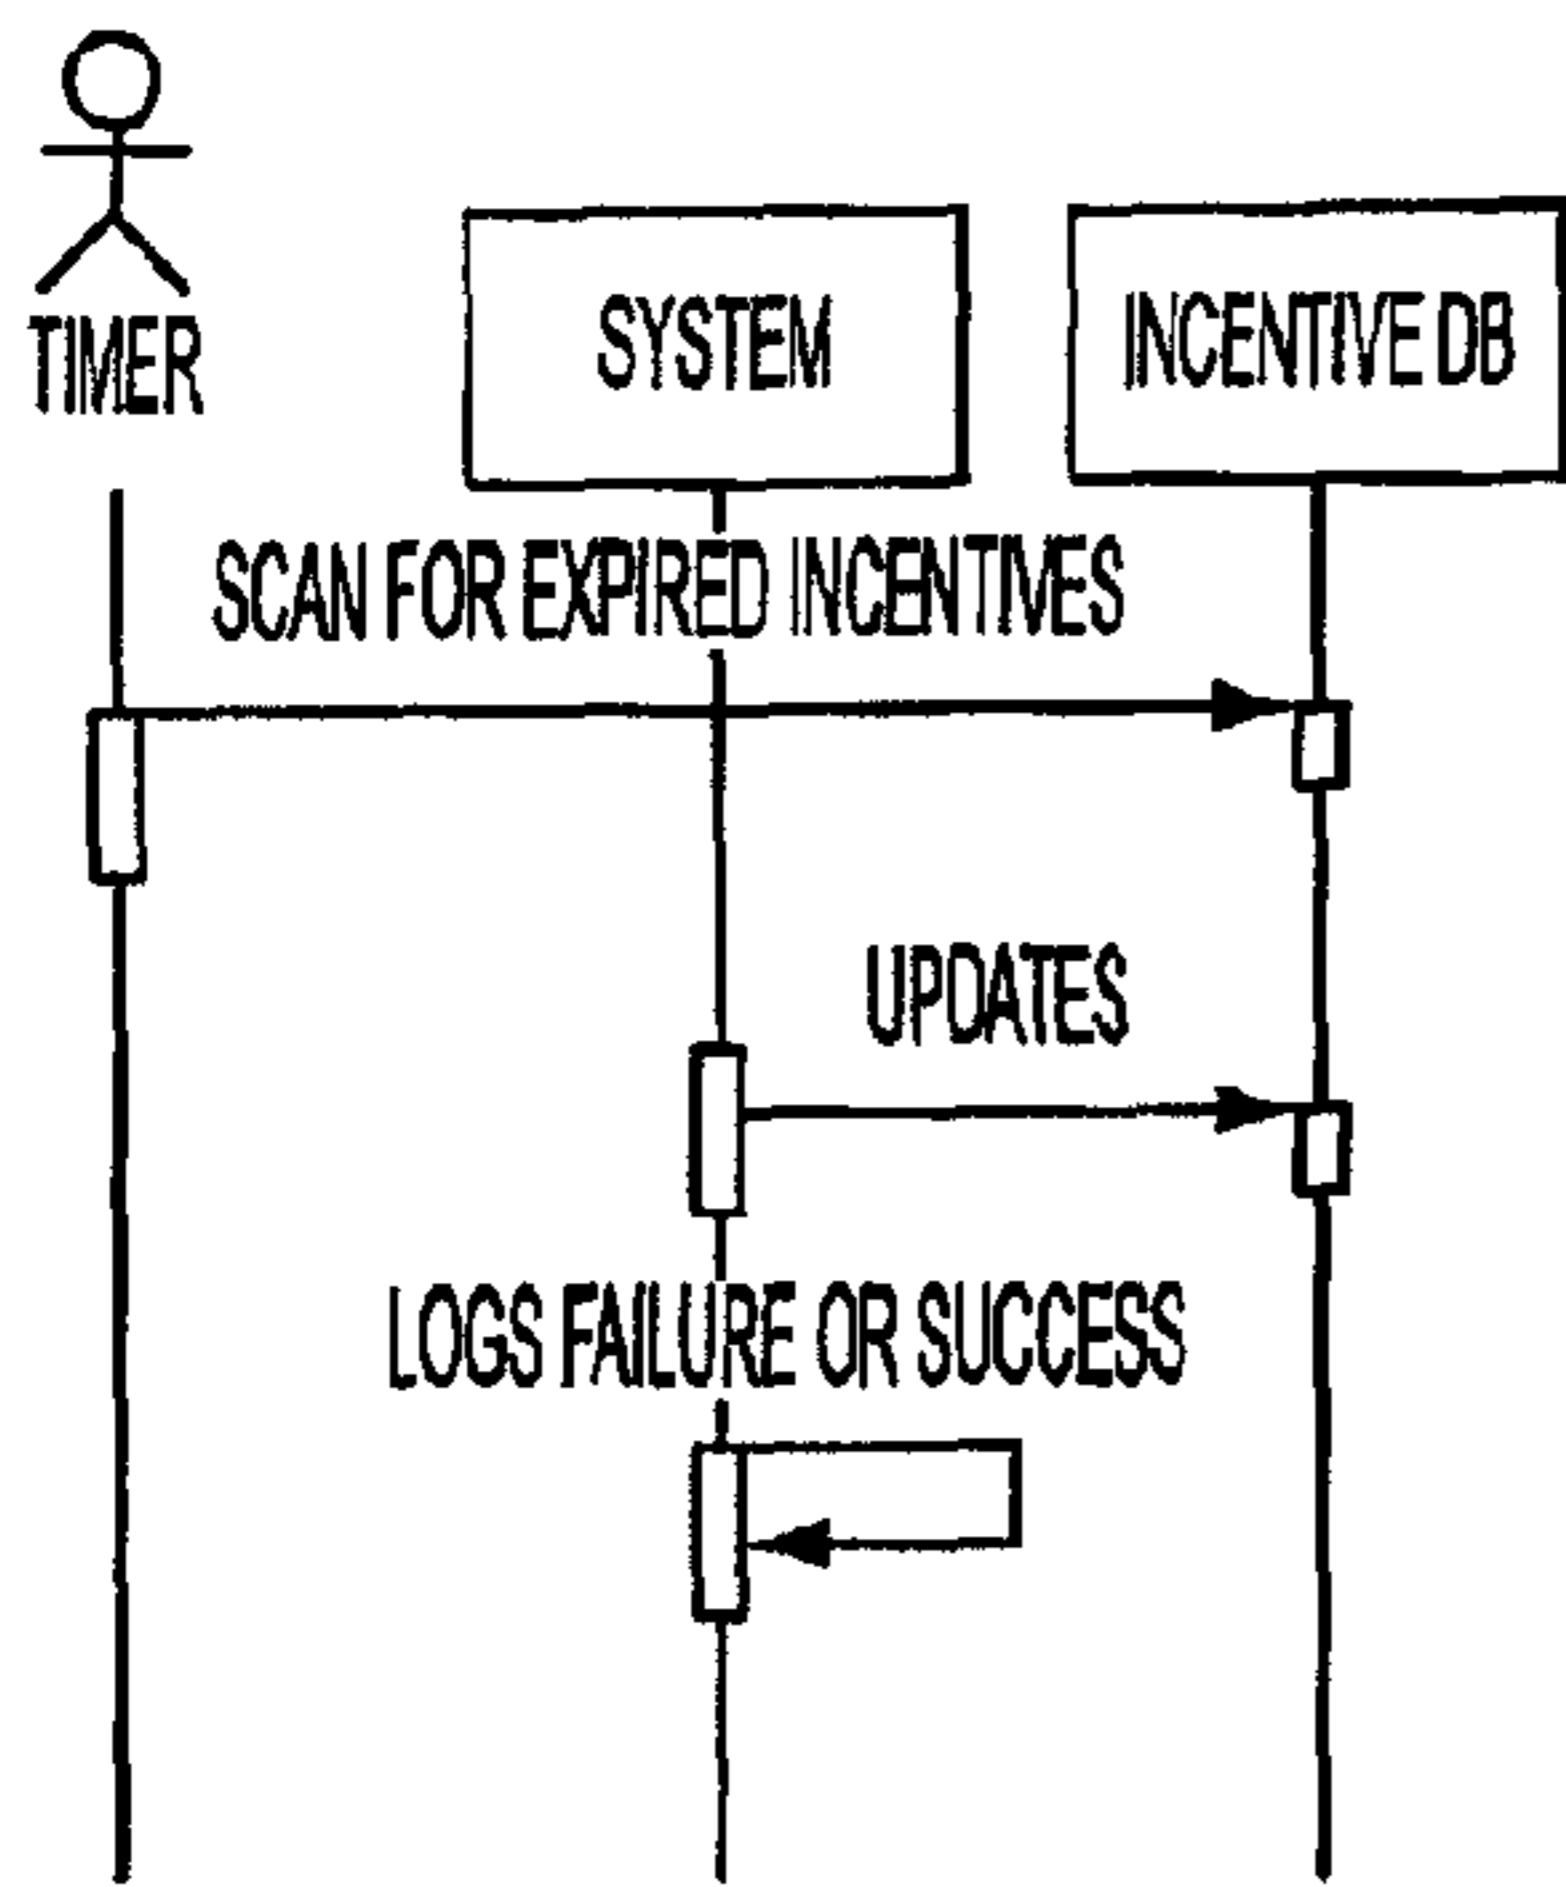 TIMER
SYSTEM
INCENTIVE DB
SCAN FOR EXPIRED INCENTIVES
UPDATES
LOGS FAILURE OR SUCCESS